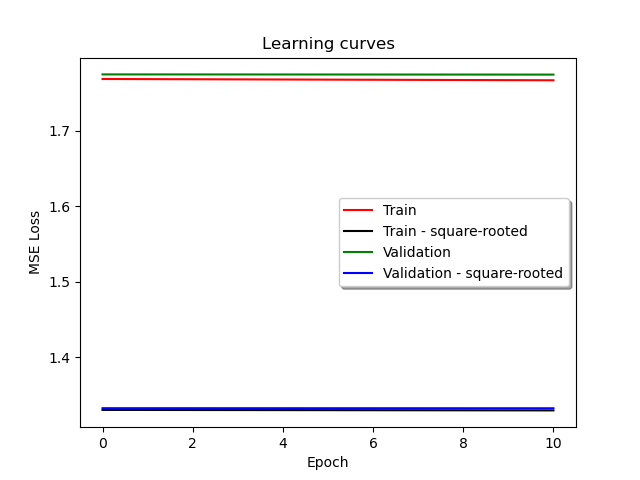 Learning curves
MSE Loss
1.7
1.6
1.5
1.4
Train
Train - square-rooted
Validation
Validation - square-rooted
0 2 4 6 8 10
Epoch